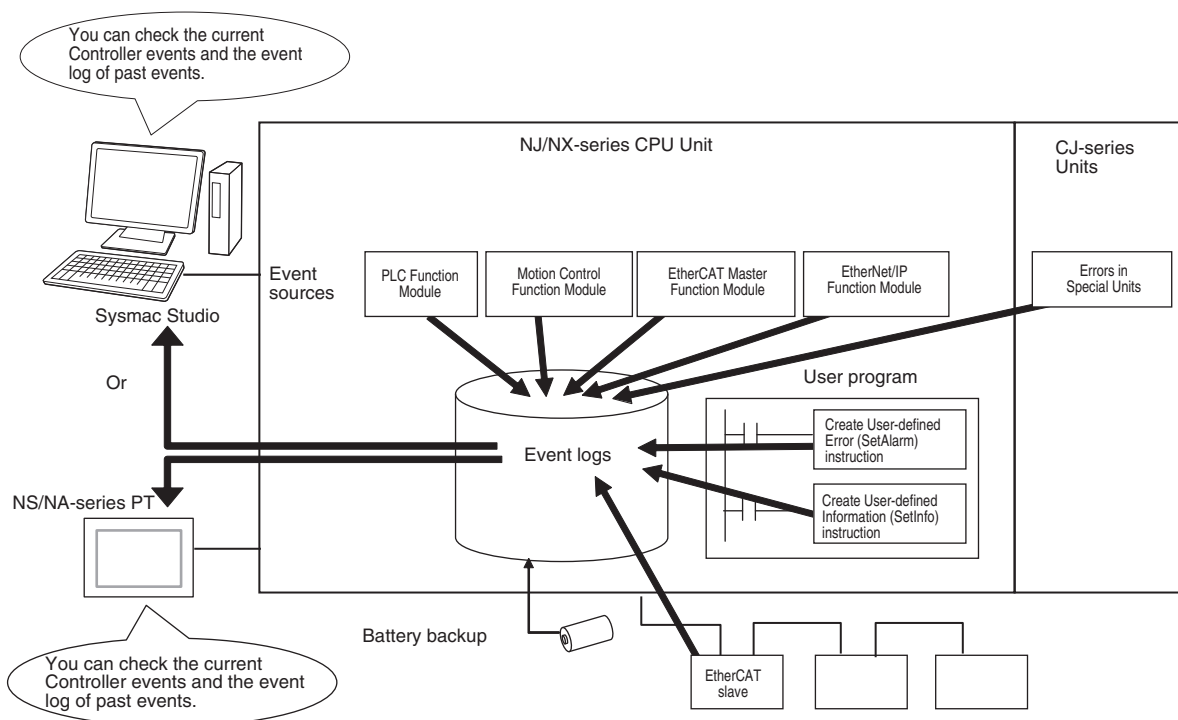 You can check the current
Controller events and the event
log of past events.
NJ/NX-series CPU Unit
CJ-series
Units
Event
sources
PLC Function
Module
Motion Control
Function Module
EtherCAT Master
Function Module
EtherNet/IP
Function Module
Errors in
Special Units
Sysmac Studio
Or
User program
Event logs
Create User-defined
Error (SetAlarm)
instruction
Create User-defined
Information (SetInfo)
instruction
NS/NA-series PT
Battery backup
EtherCAT
slave
You can check the current
Controller events and the event
log of past events.